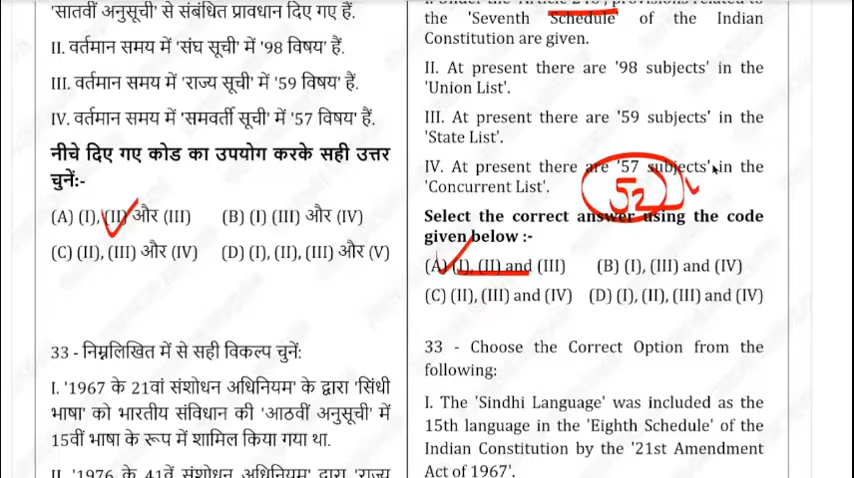 'सातवीं अनुसूची' से संबंधित प्रावधान दिए गए हैं.
II. वर्तमान समय में 'संघ सूची' में '98 विषय' हैं.
III. वर्तमान समय में 'राज्य सूची' में '59 विषय' हैं.
IV. वर्तमान समय में 'समवर्ती सूची' में '57 विषय' हैं.
नीचे दिए गए कोड का उपयोग करके सही उत्तर
चुनें:-
(A) (I), (II) और (III) (B) (I) (III) और (IV)
(C) (II), (III) और (IV) (D) (I), (II), (III) और (V)
33 - निम्नलिखित में से सही विकल्प चुनें:
I. '1967 के 21वां संशोधन अधिनियम' के द्वारा 'सिंधी
भाषा' को भारतीय संविधान की 'आठवीं अनुसूची' में
15वीं भाषा के रूप में शामिल किया गया था.
II. '1976 के 41वें संशोधन अधिनियम' द्वारा 'राज्य
the 'Seventh Schedule of the Indian
Constitution are given.
II. At present there are '98 subjects' in the
'Union List'.
III. At present there are '59 subjects' in the
'State List'.
IV. At present there are '57 subjects' in the
'Concurrent List'.
52
Select the correct answer using the code
given below :-
(A) (I), (II) and (III) (B) (I), (III) and (IV)
(C) (II), (III) and (IV) (D) (I), (II), (III) and (IV)
33 - Choose the Correct Option from the
following:
I. The 'Sindhi Language' was included as the
15th language in the 'Eighth Schedule' of the
Indian Constitution by the '21st Amendment
Act of 1967'.